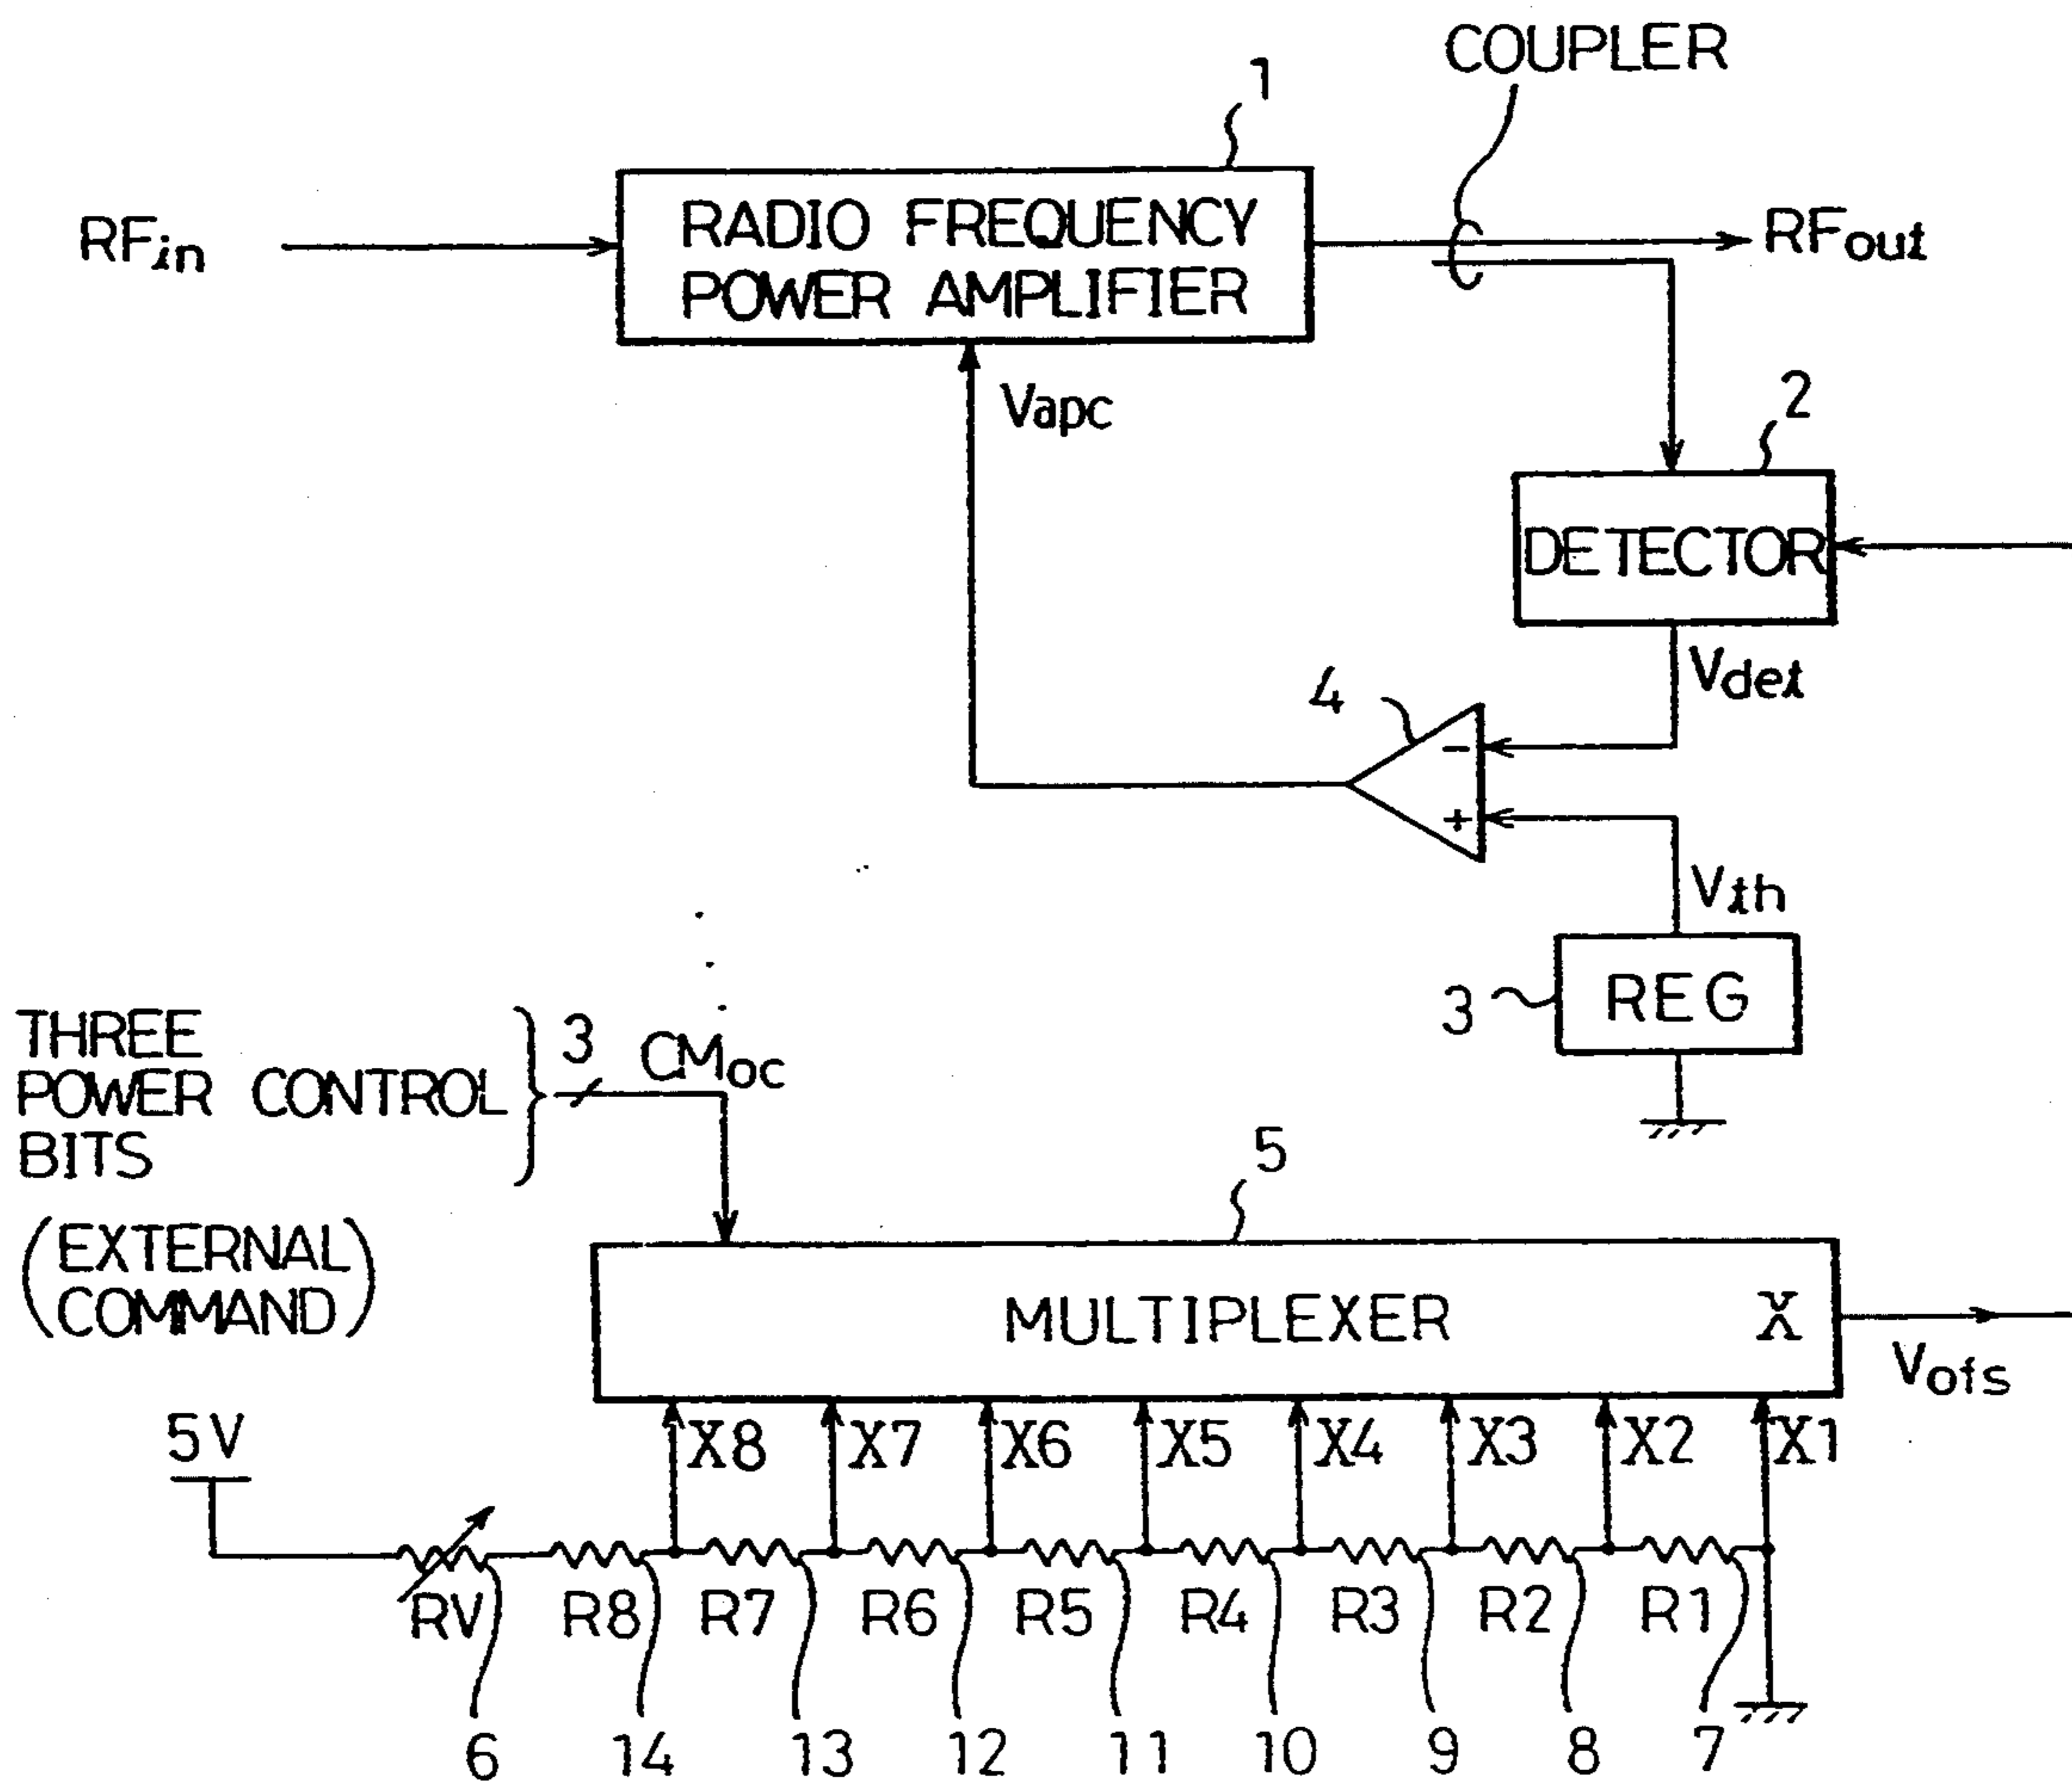 COUPLER
1
RFin
RADIO FREQUENCY
POWER AMPLIFIER
RFout
Vapc
2
DETECTOR
Vdet
4
-
+
Vth
3
REG
THREE
POWER CONTROL
BITS
3
CMoc
(EXTERNAL
COMMAND)
5
MULTIPLEXER
X
Vofs
5V
X8
X7
X6
X5
X4
X3
X2
X1
RV
R8
R7
R6
R5
R4
R3
R2
R1
6
14
13
12
11
10
9
8
7